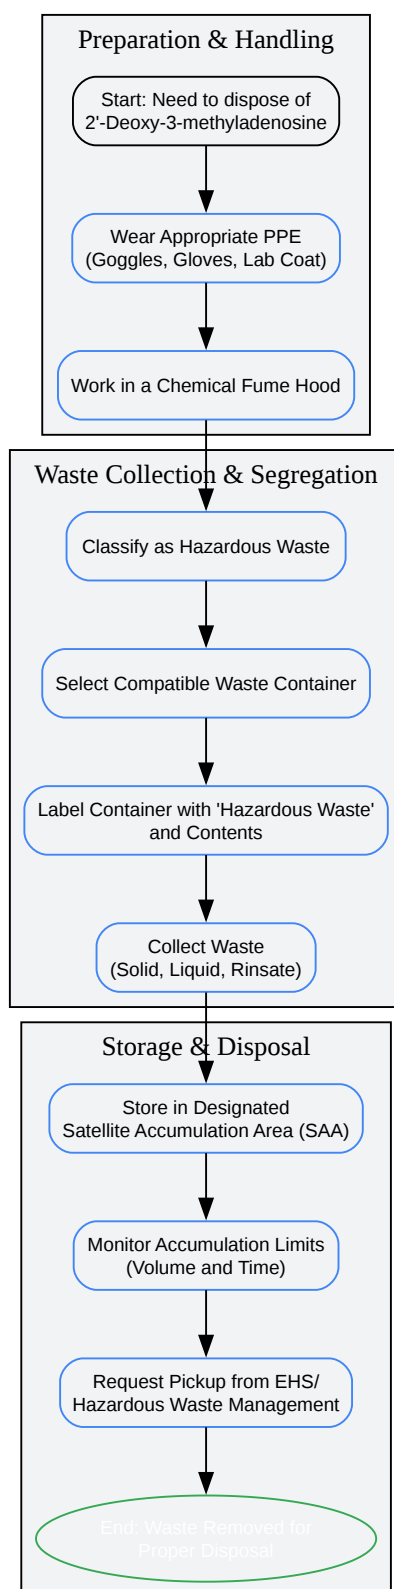 Preparation & Handling
Start: Need to dispose of
2'-Deoxy-3-methyladenosine
Wear Appropriate PPE
(Goggles, Gloves, Lab Coat)
Work in a Chemical Fume Hood
Waste Collection & Segregation
Classify as Hazardous Waste
Select Compatible Waste Container
Label Container with 'Hazardous Waste'
and Contents
Collect Waste
(Solid, Liquid, Rinsate)
Storage & Disposal
Store in Designated
Satellite Accumulation Area (SAA)
Monitor Accumulation Limits
(Volume and Time)
Request Pickup from EHS/
Hazardous Waste Management
End: Waste Removed for
Proper Disposal